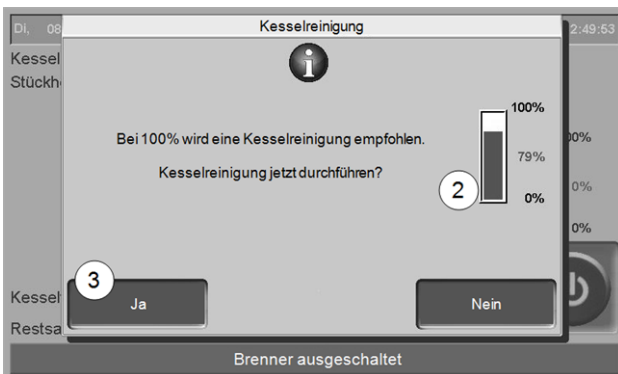 Di, 08
Kesselreinigung
2:49:53
Kessel
Stückh
i
100%
Bei 100% wird eine Kesselreinigung empfohlen.
79%
Kesselreinigung jetzt durchführen?
2
0%
00%
0%
0%
3
Kessel
Ja
Nein
Restsa
Brenner ausgeschaltet